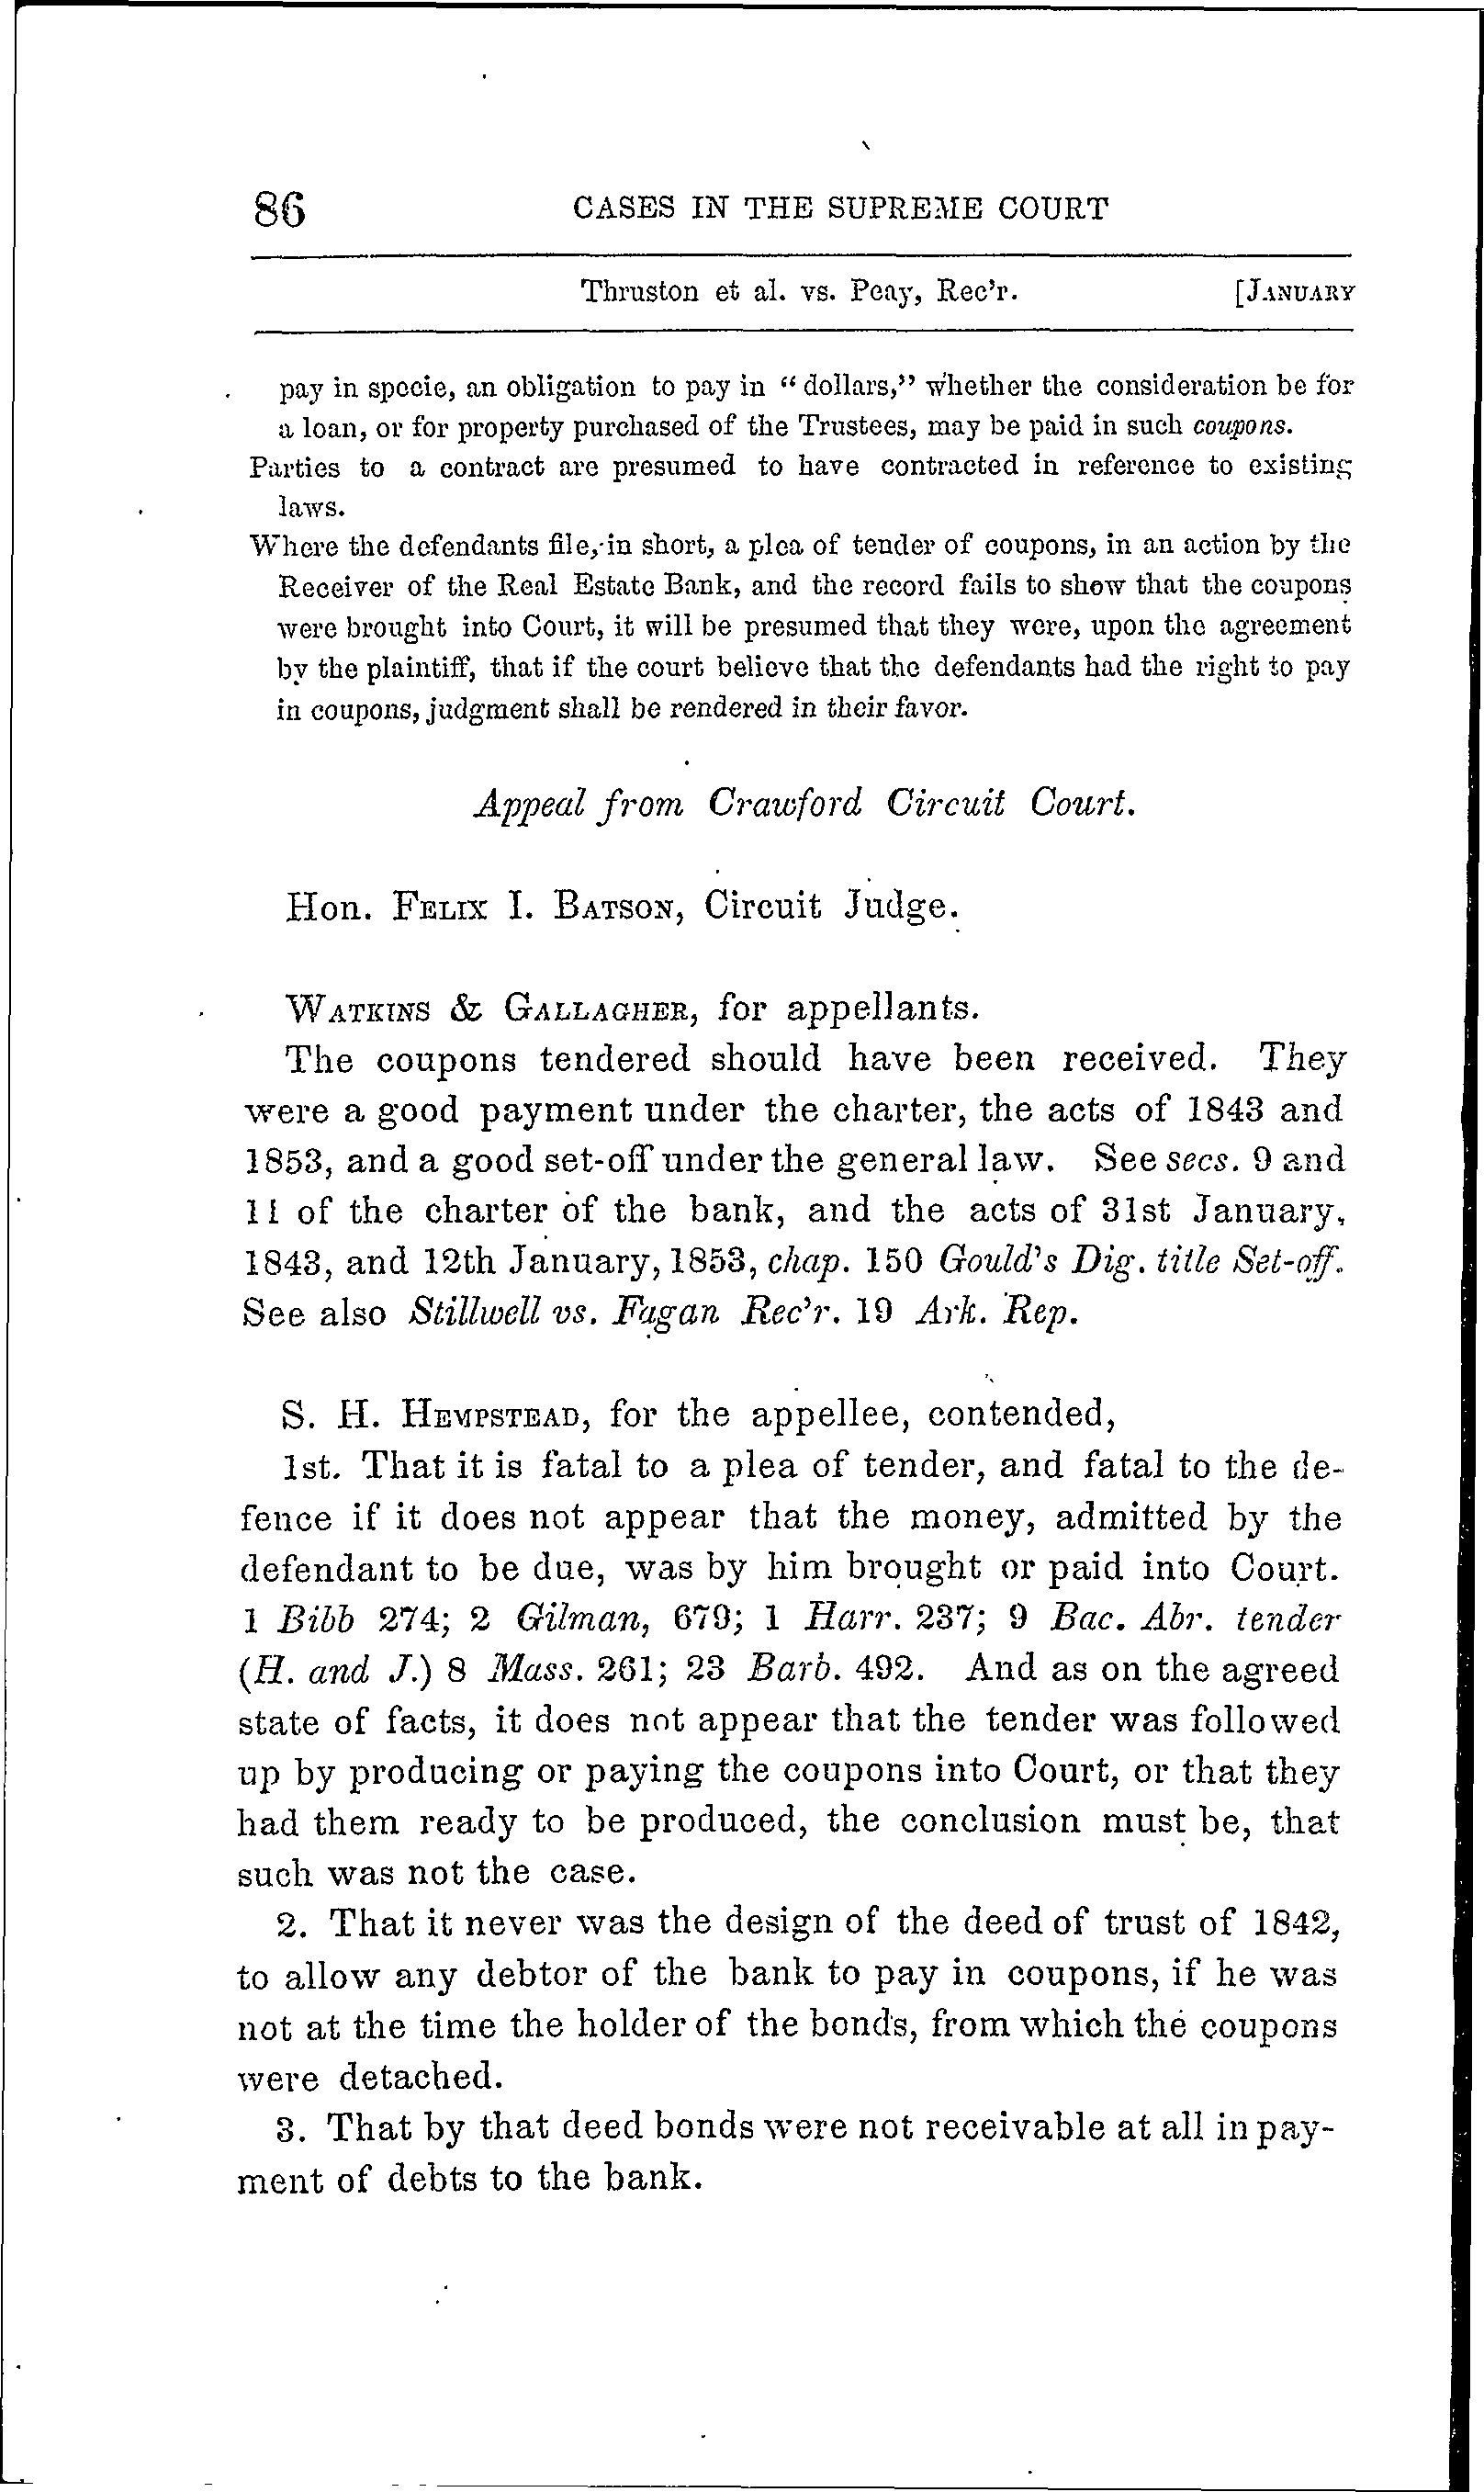 86 CASES IN THE SUPREME COURT
Thruston et al. vs. Peay, Rec'r. [JANUARY
pay in specie, an obligation to pay in “dollars,” whether the consideration be for
a loan, or for property purchased of the Trustees, may be paid in such coupons.
Parties to a contract are presumed to have contracted in reference to existing
laws.
Where the defendants file, in short, a plea of tender of coupons, in an action by the
Receiver of the Real Estate Bank, and the record fails to show that the coupons
were brought into Court, it will be presumed that they were, upon the agreement
by the plaintiff, that if the court believe that the defendants had the right to pay
in coupons, judgment shall be rendered in their favor.
Appeal from Crawford Circuit Court.
Hon. FELIX I. BATSON, Circuit Judge.
WATKINS & GALLAGHER, for appellants.
The coupons tendered should have been received. They
were a good payment under the charter, the acts of 1843 and
1853, and a good set-off under the general law. See secs. 9 and
11 of the charter of the bank, and the acts of 31st January,
1843, and 12th January, 1853, chap. 150 Gould's Dig. title Set-off.
See also Stillwell vs. Fagan Rec'r. 19 Ark. Rep.
S. H. HEMPSTEAD, for the appellee, contended,
1st. That it is fatal to a plea of tender, and fatal to the de-
fence if it does not appear that the money, admitted by the
defendant to be due, was by him brought or paid into Court.
1 Bibb 274; 2 Gilman, 679; 1 Harr. 237; 9 Bac. Abr. tender
(H. and J.) 8 Mass. 261; 23 Barb. 492. And as on the agreed
state of facts, it does not appear that the tender was followed
up by producing or paying the coupons into Court, or that they
had them ready to be produced, the conclusion must be, that
such was not the case.
2. That it never was the design of the deed of trust of 1842,
to allow any debtor of the bank to pay in coupons, if he was
not at the time the holder of the bonds, from which the coupons
were detached.
3. That by that deed bonds were not receivable at all in pay-
ment of debts to the bank.